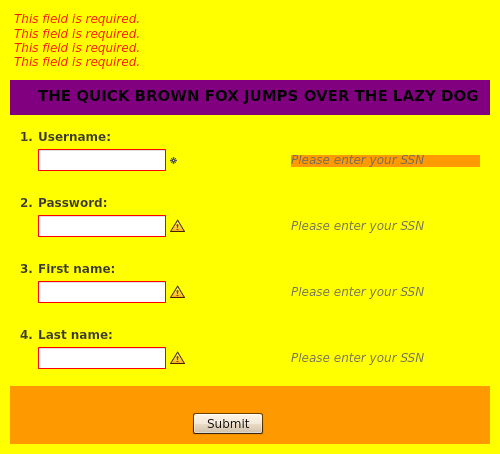 This field is required.
This field is required.
This field is required.
This field is required.
THE QUICK BROWN FOX JUMPS OVER THE LAZY DOG
1. Username:
Please enter your SSN
2. Password:
Please enter your SSN
3. First name:
Please enter your SSN
4. Last name:
Please enter your SSN
Submit